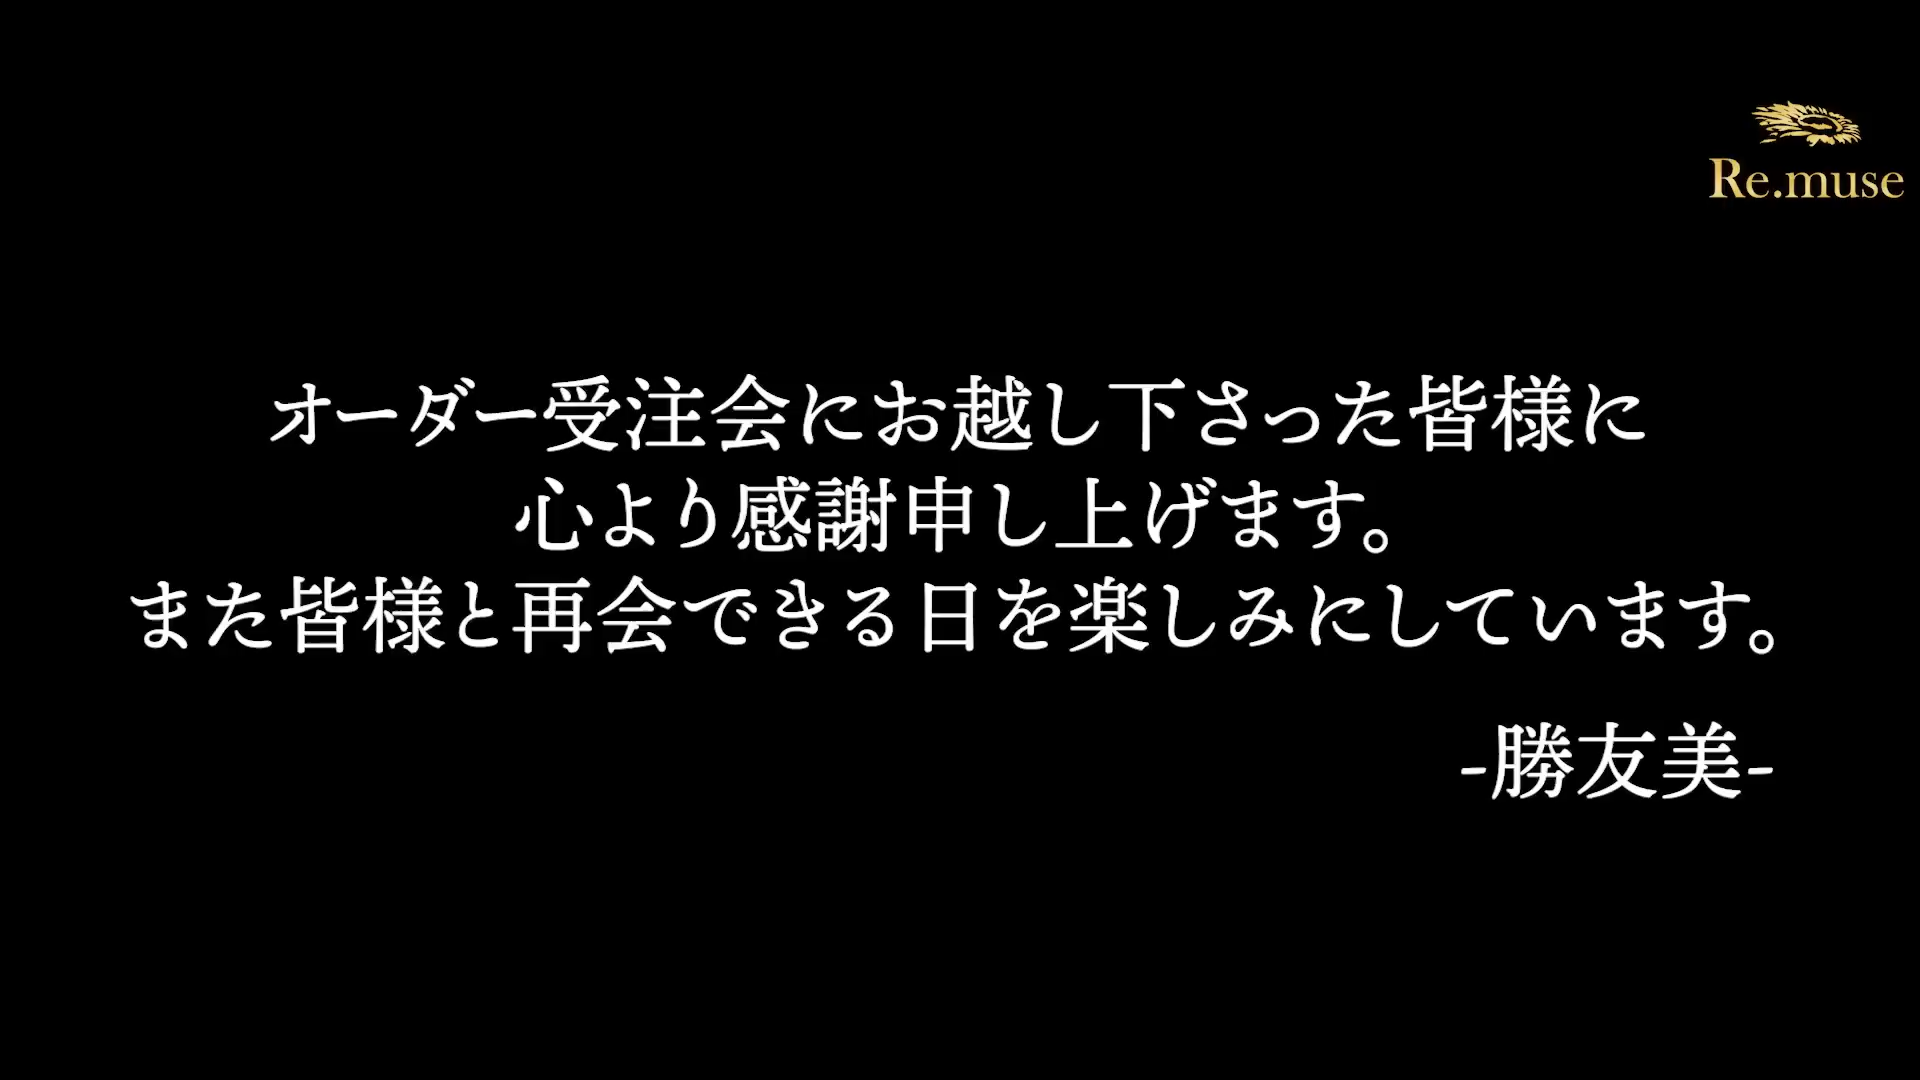 Re.muse
オーダー受注会にお越し下さった皆様に
心より感謝申し上げます。
また皆様と再会できる日を楽しみにしています。
-勝友美-